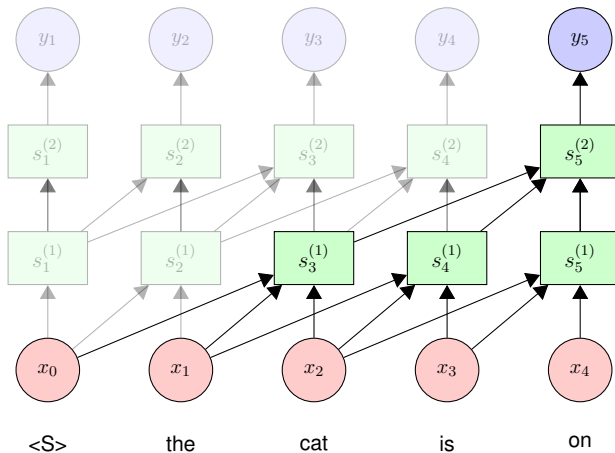 y₁ y₂ y₃ y₄ y₅
s₁⁽²⁾ s₂⁽²⁾ s₃⁽²⁾ s₄⁽²⁾ s₅⁽²⁾
s₁⁽¹⁾ s₂⁽¹⁾ s₃⁽¹⁾ s₄⁽¹⁾ s₅⁽¹⁾
x₀ x₁ x₂ x₃ x₄
<S> the cat is on